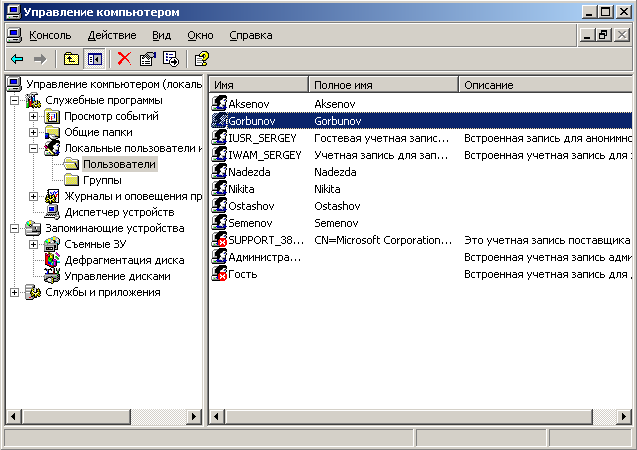 Управление компьютером
Консоль Действие Вид Окно Справка
Управление компьютером (локаль
Служебные программы
Просмотр событий
Общие папки
Локальные пользователи и
Пользователи
Группы
Журналы и оповещения пр
Диспетчер устройств
Запоминающие устройства
Съемные ЗУ
Дефрагментация диска
Управление дисками
Службы и приложения
Имя Полное имя Описание
Aksenov Aksenov
Gorbunov Gorbunov
IUSR_SERGEY Гостевая учетная запис... Встроенная запись для анонимно
IWAM_SERGEY Учетная запись для зап... Встроенная учетная запись для з
Nadezda Nadezda
Nikita Nikita
Ostashov Ostashov
Semenov Semenov
SUPPORT_38... CN=Microsoft Corporation... Это учетная запись поставщика
Администра... Встроенная учетная запись адми
Гость Встроенная учетная запись для